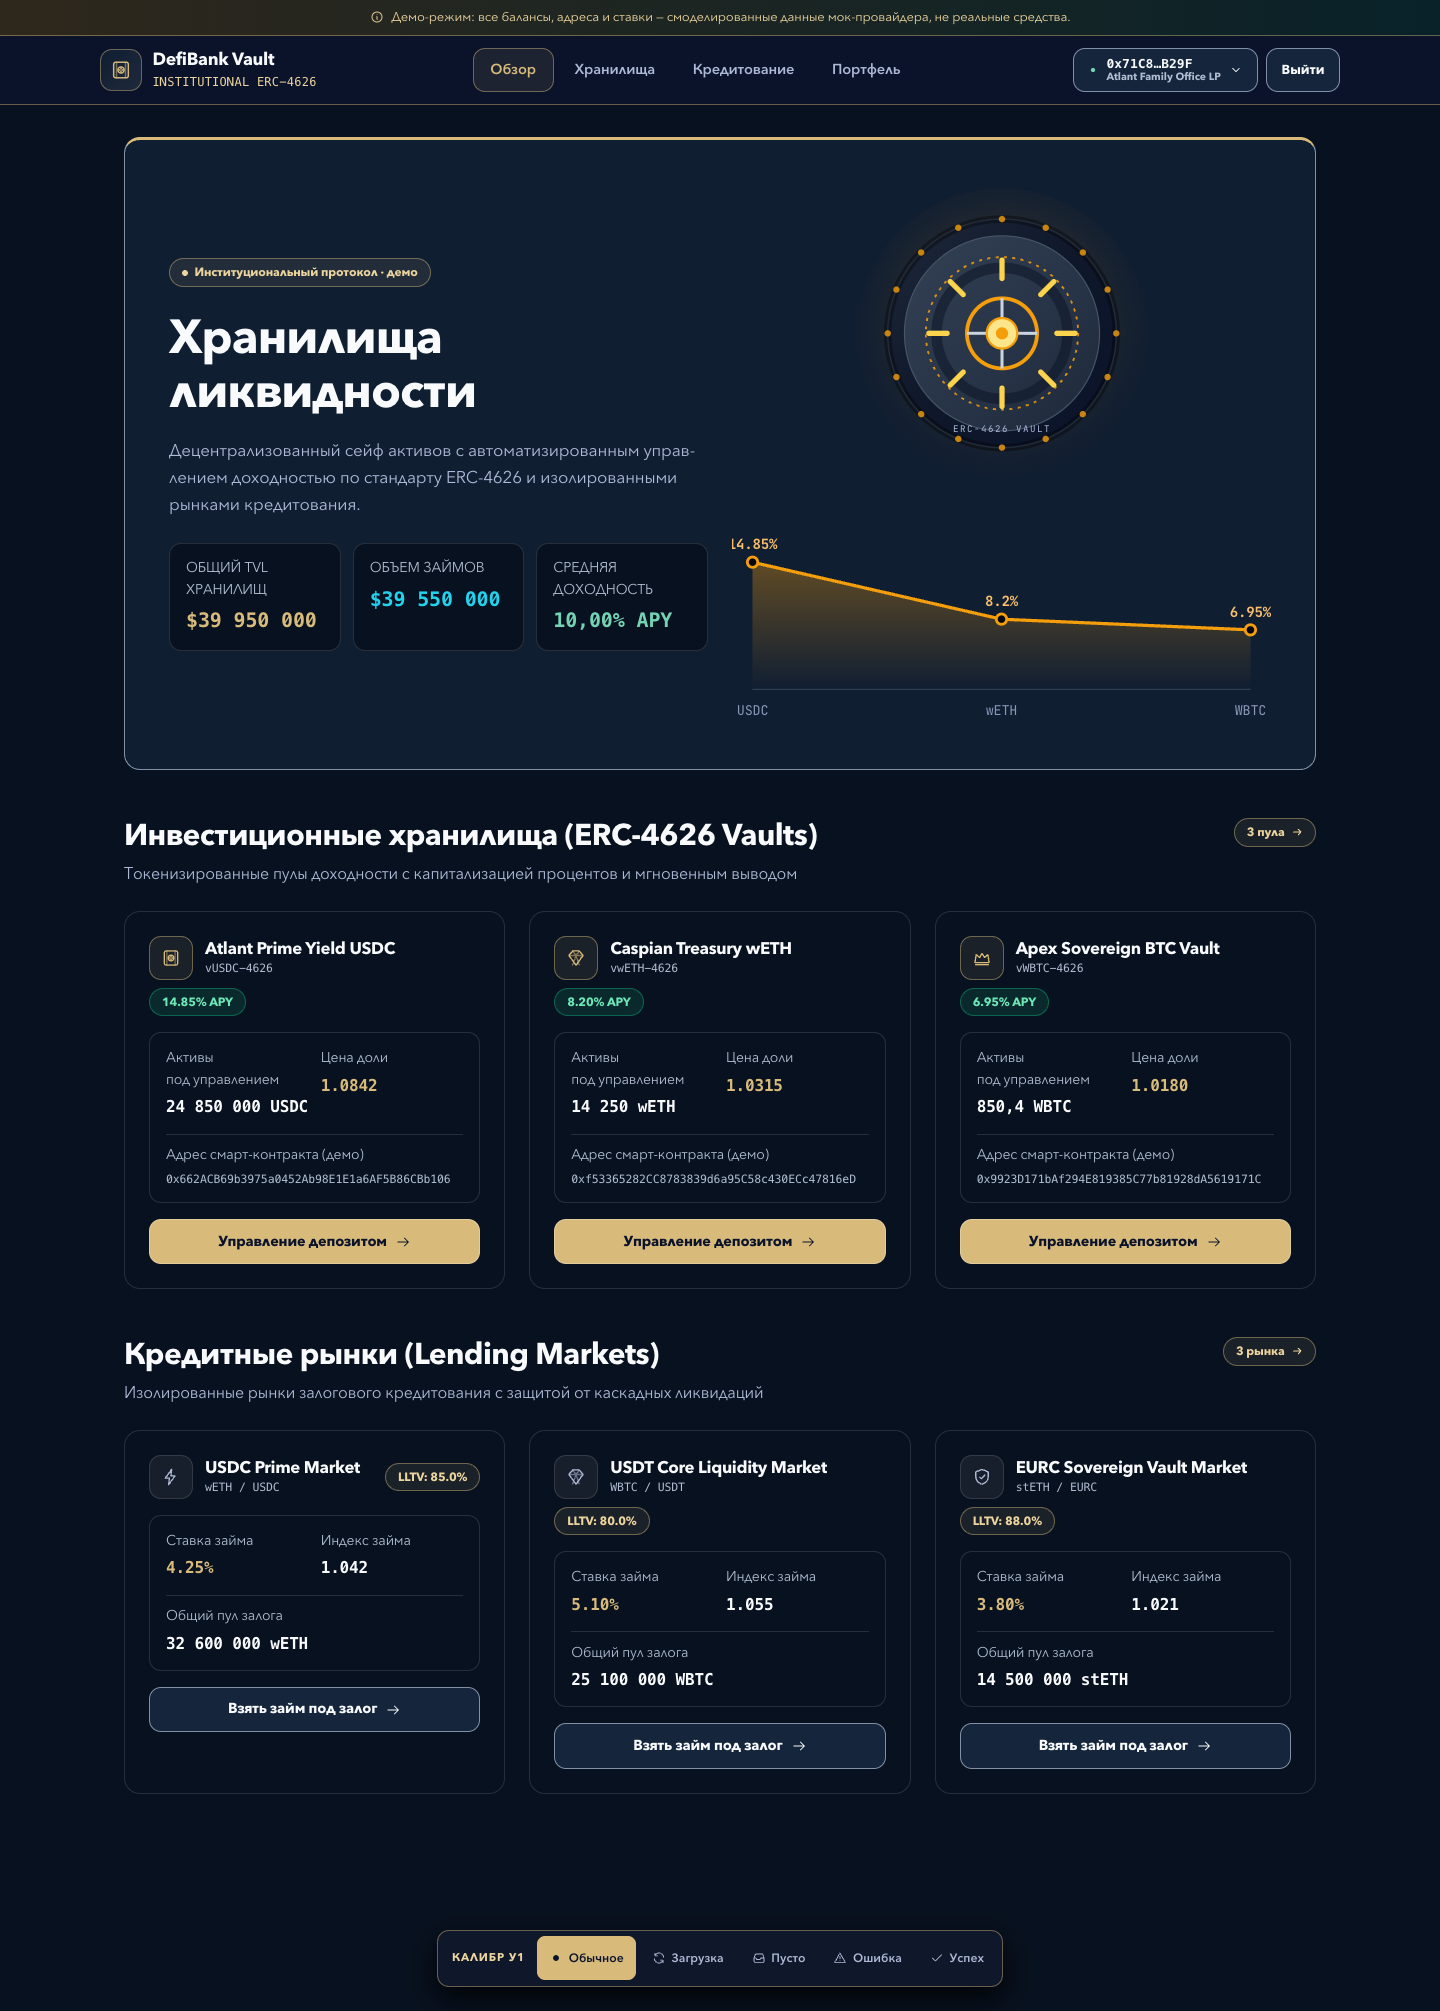 Демо-режим: все балансы, адреса и ставки — смоделированные данные мок-провайдера, не реальные средства.
DefiBank Vault
INSTITUTIONAL ERC-4626
Обзор
Хранилища
Кредитование
Портфель
0x71C8…B29F
Atlant Family Office LP
Выйти
Институциональный протокол · демо
Хранилища
ликвидности
Децентрализованный сейф активов с автоматизированным управ-
лением доходностью по стандарту ERC-4626 и изолированными
рынками кредитования.
ОБЩИЙ TVL
ХРАНИЛИЩ
$39 950 000
ОБЪЕМ ЗАЙМОВ
$39 550 000
СРЕДНЯЯ
ДОХОДНОСТЬ
10,00% APY
ERC-4626 VAULT
14.85%
8.2%
6.95%
USDC
wETH
WBTC
Инвестиционные хранилища (ERC-4626 Vaults)
3 пула →
Токенизированные пулы доходности с капитализацией процентов и мгновенным выводом
Atlant Prime Yield USDC
vUSDC-4626
14.85% APY
Активы
под управлением
24 850 000 USDC
Цена доли
1.0842
Адрес смарт-контракта (демо)
0x662ACB69b3975a0452Ab98E1E1a6AF5B86CBb106
Управление депозитом →
Caspian Treasury wETH
vwETH-4626
8.20% APY
Активы
под управлением
14 250 wETH
Цена доли
1.0315
Адрес смарт-контракта (демо)
0xf53365282CC8783839d6a95C58c430ECc47816eD
Управление депозитом →
Apex Sovereign BTC Vault
vWBTC-4626
6.95% APY
Активы
под управлением
850,4 WBTC
Цена доли
1.0180
Адрес смарт-контракта (демо)
0x9923D171bAf294E819385C77b81928dA5619171C
Управление депозитом →
Кредитные рынки (Lending Markets)
3 рынка →
Изолированные рынки залогового кредитования с защитой от каскадных ликвидаций
USDC Prime Market
wETH / USDC
LLTV: 85.0%
Ставка займа
4.25%
Индекс займа
1.042
Общий пул залога
32 600 000 wETH
Взять займ под залог →
USDT Core Liquidity Market
WBTC / USDT
LLTV: 80.0%
Ставка займа
5.10%
Индекс займа
1.055
Общий пул залога
25 100 000 WBTC
Взять займ под залог →
EURC Sovereign Vault Market
stETH / EURC
LLTV: 88.0%
Ставка займа
3.80%
Индекс займа
1.021
Общий пул залога
14 500 000 stETH
Взять займ под залог →
КАЛИБР У1
Обычное
Загрузка
Пусто
Ошибка
Успех